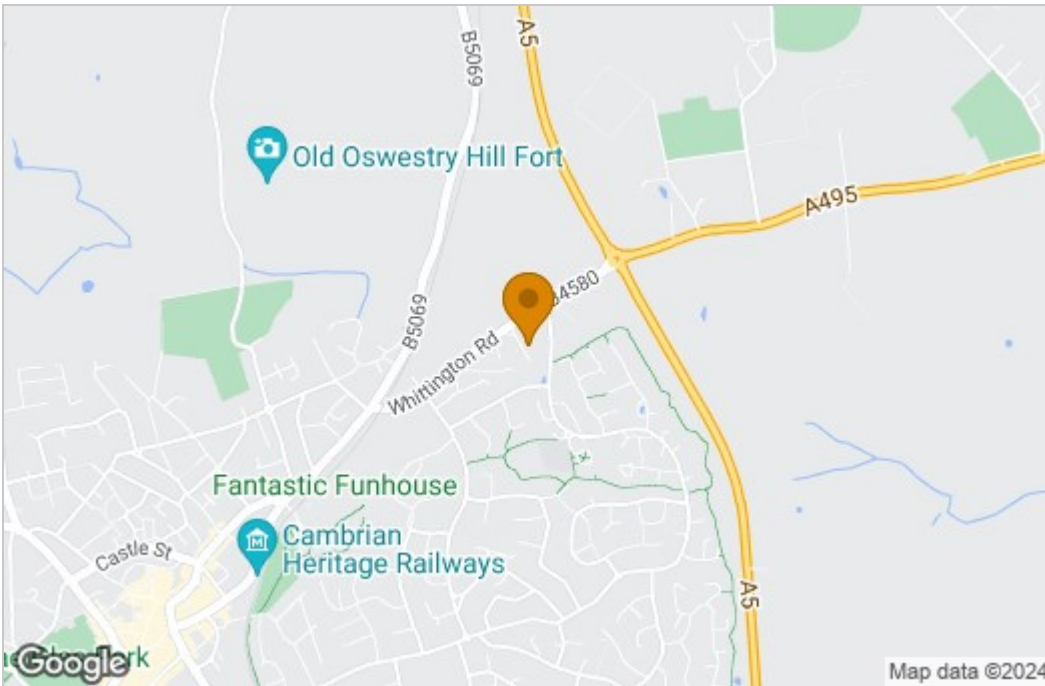 B5069
A5
Old Oswestry Hill Fort
A495
B4580
B5069
Whittington Rd
Fantastic Funhouse
Castle St
Cambrian
Heritage Railways
A5
Google
Map data ©2024